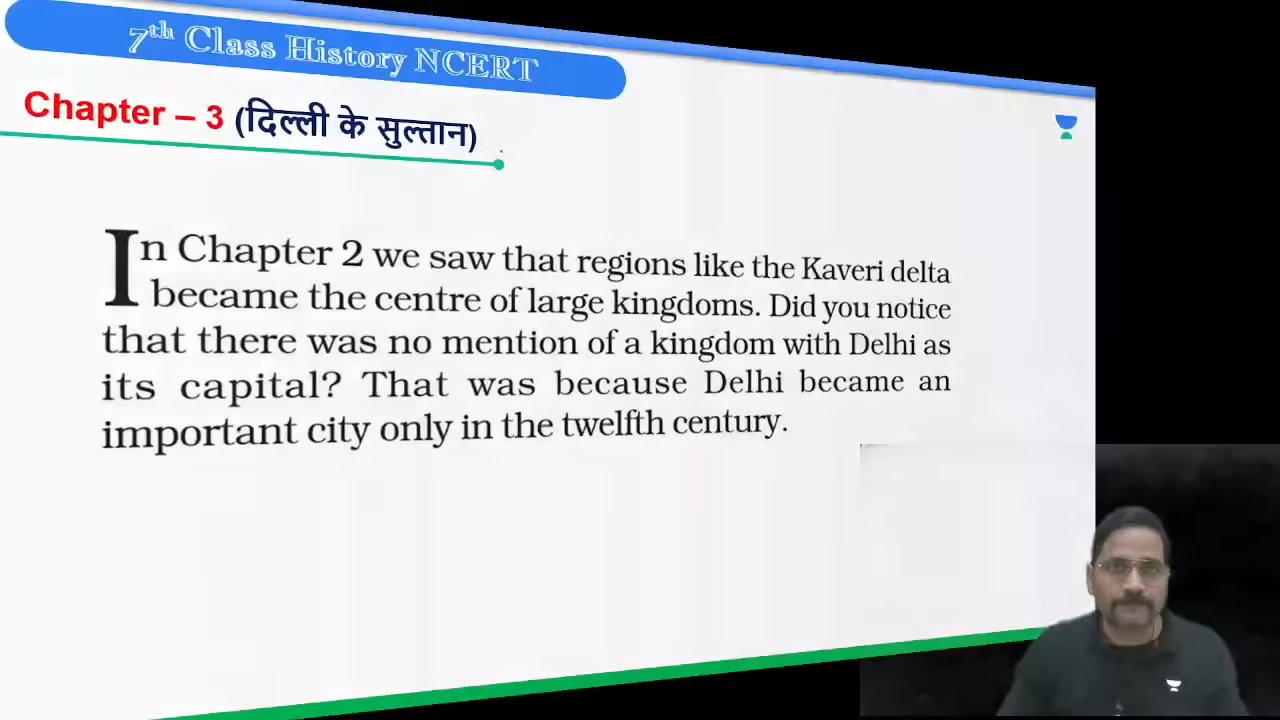 7th Class History NCERT
Chapter – 3 (दिल्ली के सुल्तान)
In Chapter 2 we saw that regions like the Kaveri delta
became the centre of large kingdoms. Did you notice
that there was no mention of a kingdom with Delhi as
its capital? That was because Delhi became an
important city only in the twelfth century.